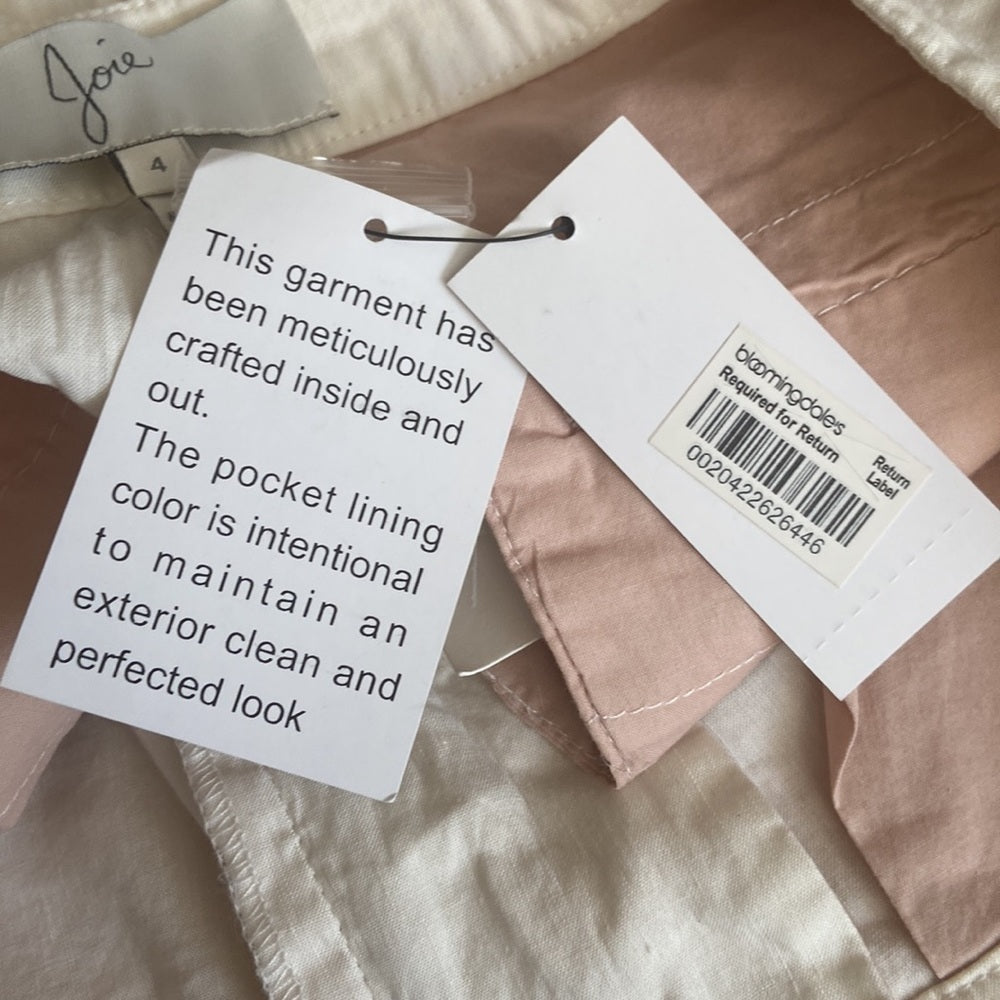 Joie
4
This garment has
been meticulously
crafted inside and
out.
The pocket lining
color is intentional
to maintain an
exterior clean and
perfected look
bloomingdale's
Required for Return
Return
Label
0020422626446